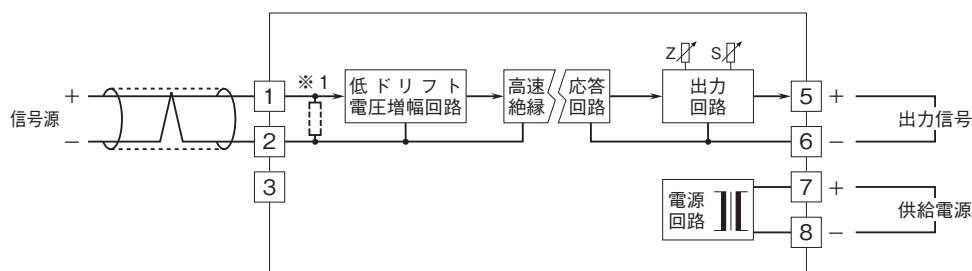 Z
S
※1
1
低ドリフト
電圧増幅回路
高速
絶縁
応答
回路
出力
回路
5
+
+
信号源
−
2
6
−
出力信号
3
電源
回路
7
+
8
−
供給電源